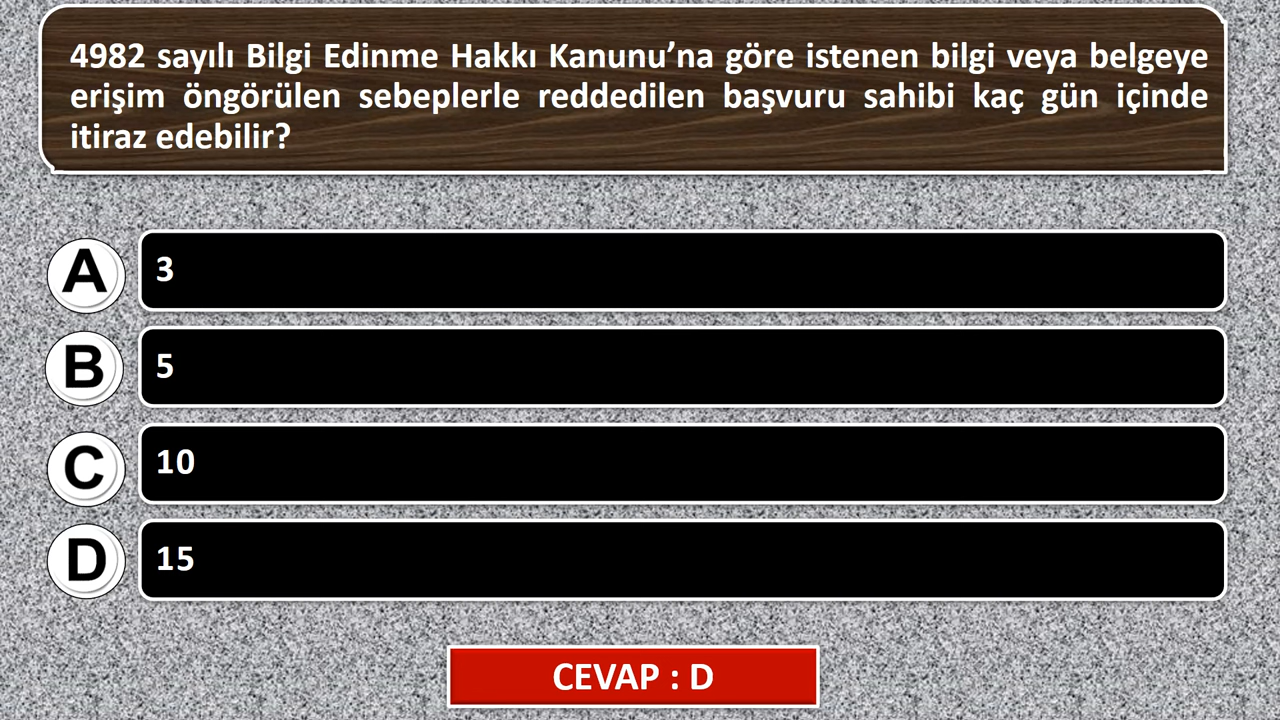 4982 sayılı Bilgi Edinme Hakkı Kanunu’na göre istenen bilgi veya belgeye
erişim öngörülen sebeplerle reddedilen başvuru sahibi kaç gün içinde
itiraz edebilir?
A 3
B 5
C 10
D 15
CEVAP : D